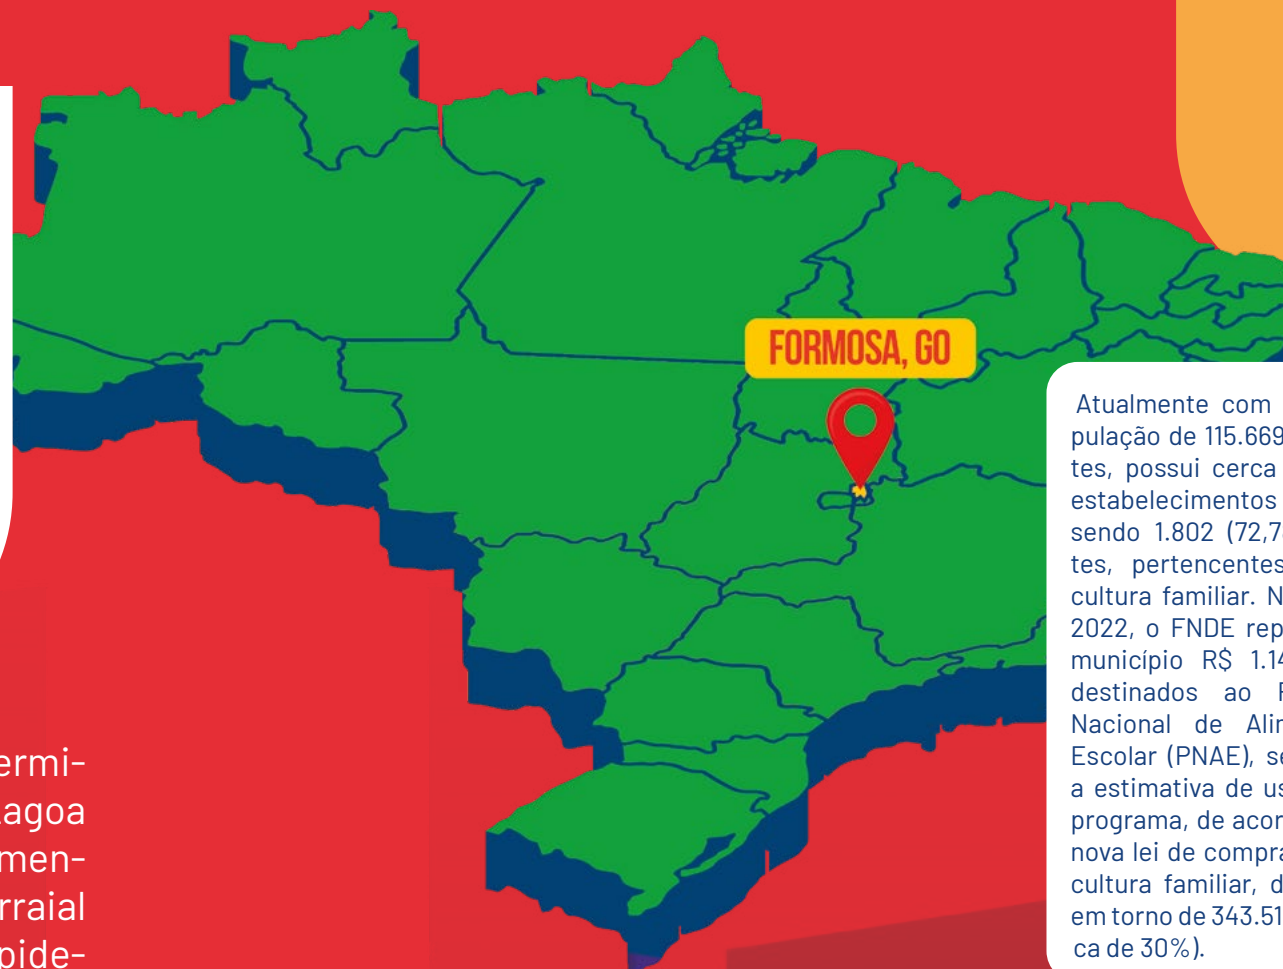 FORMOSA, GO
Atualmente com
pulação de 115.669
tes, possui cerca
estabelecimentos
sendo 1.802 (72,7
tes, pertencentes
cultura familiar. N
2022, o FNDE rep
município R$ 1.14
destinados ao
Nacional de Alin
Escolar (PNAE), se
a estimativa de us
programa, de acor
nova lei de compra
cultura familiar, d
em torno de 343.51
ca de 30%).
ermi-
agoa
men-
rraial
pide-